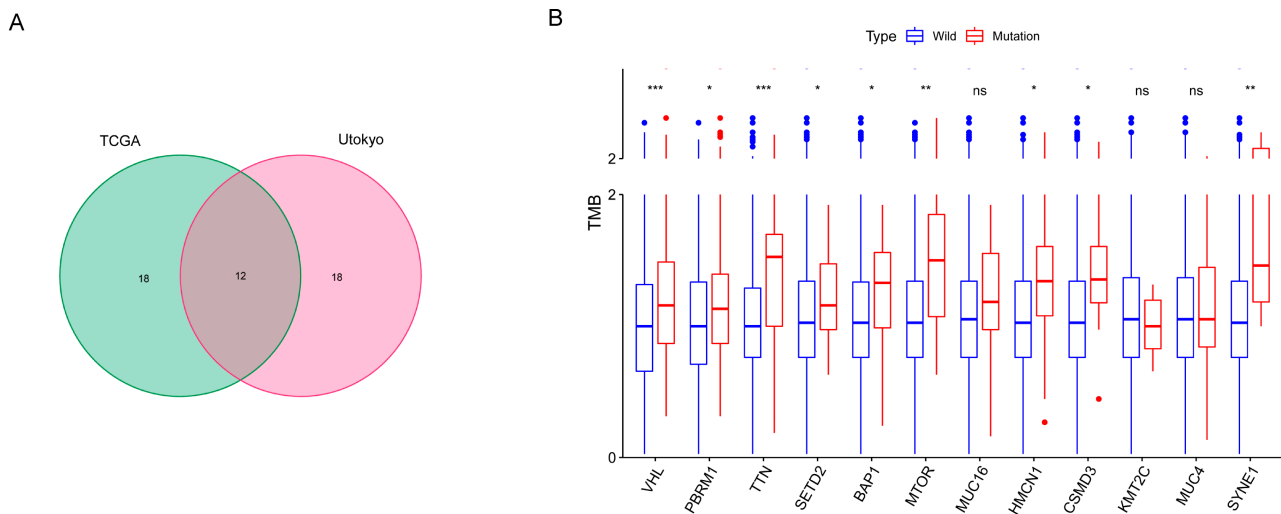 A
TCGA
Utokyo
18
12
18
B
Type Wild Mutation
*** * *** * * ** ns * * ns ns **
2
2
0
TMB
VHL PBRM1 TTN SETD2 BAP1 MTOR MUC16 HMCN1 CSMD3 KMT2C MUC4 SYNE1